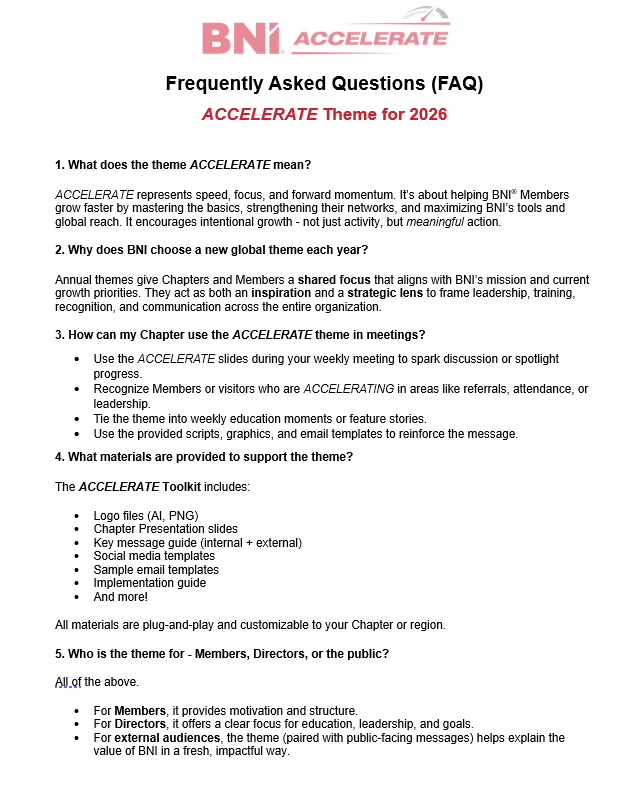 BNI. ACCELERATE
Frequently Asked Questions (FAQ)
ACCELERATE Theme for 2026
1. What does the theme ACCELERATE mean?
ACCELERATE represents speed, focus, and forward momentum. It's about helping BNI® Members
grow faster by mastering the basics, strengthening their networks, and maximizing BNI's tools and
global reach. It encourages intentional growth - not just activity, but meaningful action.
2. Why does BNI choose a new global theme each year?
Annual themes give Chapters and Members a shared focus that aligns with BNI's mission and current
growth priorities. They act as both an inspiration and a strategic lens to frame leadership, training,
recognition, and communication across the entire organization.
3. How can my Chapter use the ACCELERATE theme in meetings?
• Use the ACCELERATE slides during your weekly meeting to spark discussion or spotlight
progress.
• Recognize Members or visitors who are ACCELERATING in areas like referrals, attendance, or
leadership.
• Tie the theme into weekly education moments or feature stories.
• Use the provided scripts, graphics, and email templates to reinforce the message.
4. What materials are provided to support the theme?
The ACCELERATE Toolkit includes:
• Logo files (AI, PNG)
• Chapter Presentation slides
• Key message guide (internal + external)
• Social media templates
• Sample email templates
• Implementation guide
• And more!
All materials are plug-and-play and customizable to your Chapter or region.
5. Who is the theme for - Members, Directors, or the public?
All of the above.
• For Members, it provides motivation and structure.
• For Directors, it offers a clear focus for education, leadership, and goals.
• For external audiences, the theme (paired with public-facing messages) helps explain the
value of BNI in a fresh, impactful way.